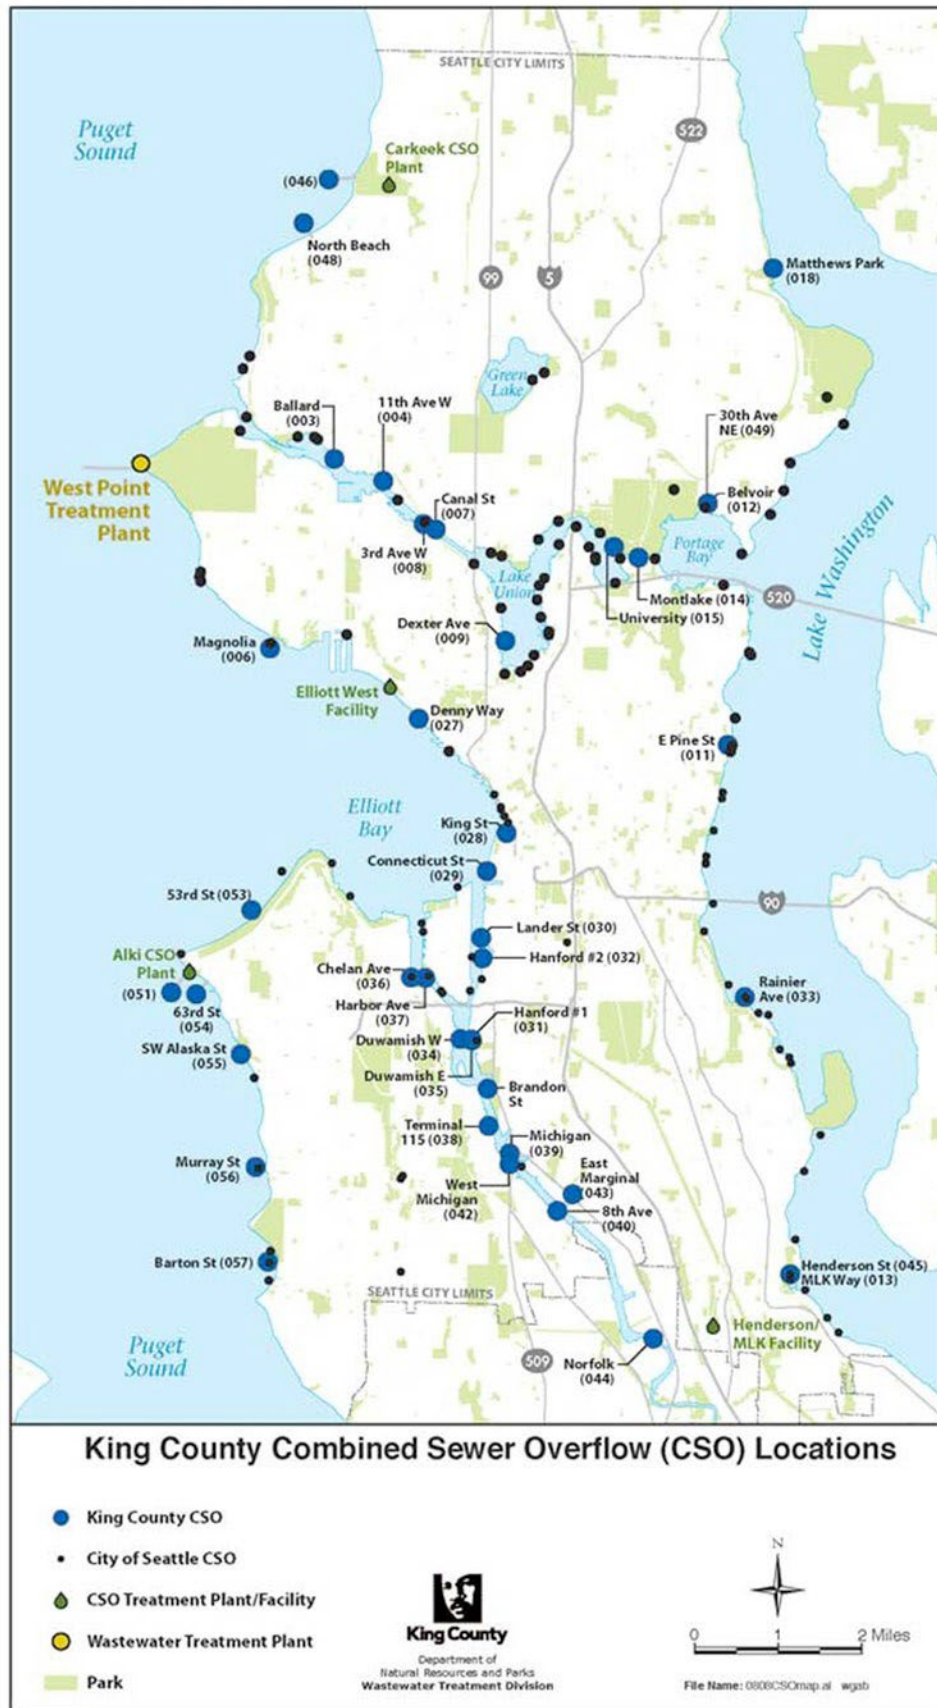 SEATTLE CITY LIMITS
Puget
Sound
522
Carkeek CSO
Plant
(046)
North Beach
(048)
99
5
Matthews Park
(018)
Green
Lake
Ballard
(003)
11th Ave W
(004)
30th Ave
NE (049)
West Point
Treatment
Plant
Canal St
(007)
Belvoir
(012)
3rd Ave W
(008)
Portage
Bay
Lake Washington
Lake
Union
Montlake (014)
520
University (015)
Dexter Ave
(009)
Magnolia
(006)
Elliott West
Facility
Denny Way
(027)
E Pine St
(011)
Elliott
Bay
King St
(028)
Connecticut St
(029)
53rd St (053)
90
Lander St (030)
Hanford #2 (032)
Alki CSO
Plant
(051)
63rd St
(054)
Chelan Ave
(036)
Harbor Ave
(037)
Rainier
Ave (033)
Hanford #1
(031)
SW Alaska St
(055)
Duwamish W
(034)
Duwamish E
(035)
Brandon
St
Terminal
115 (038)
Michigan
(039)
Murray St
(056)
West
Michigan
(042)
East
Marginal
(043)
8th Ave
(040)
Barton St (057)
Henderson St (045)
MLK Way (013)
SEATTLE CITY LIMITS
Henderson/
MLK Facility
Puget
Sound
509
Norfolk
(044)
King County Combined Sewer Overflow (CSO) Locations
King County CSO
City of Seattle CSO
CSO Treatment Plant/Facility
Wastewater Treatment Plant
Park
King County
Department of
Natural Resources and Parks
Wastewater Treatment Division
N
0 1 2 Miles
File Name: 0808CSOmap.ai wgab